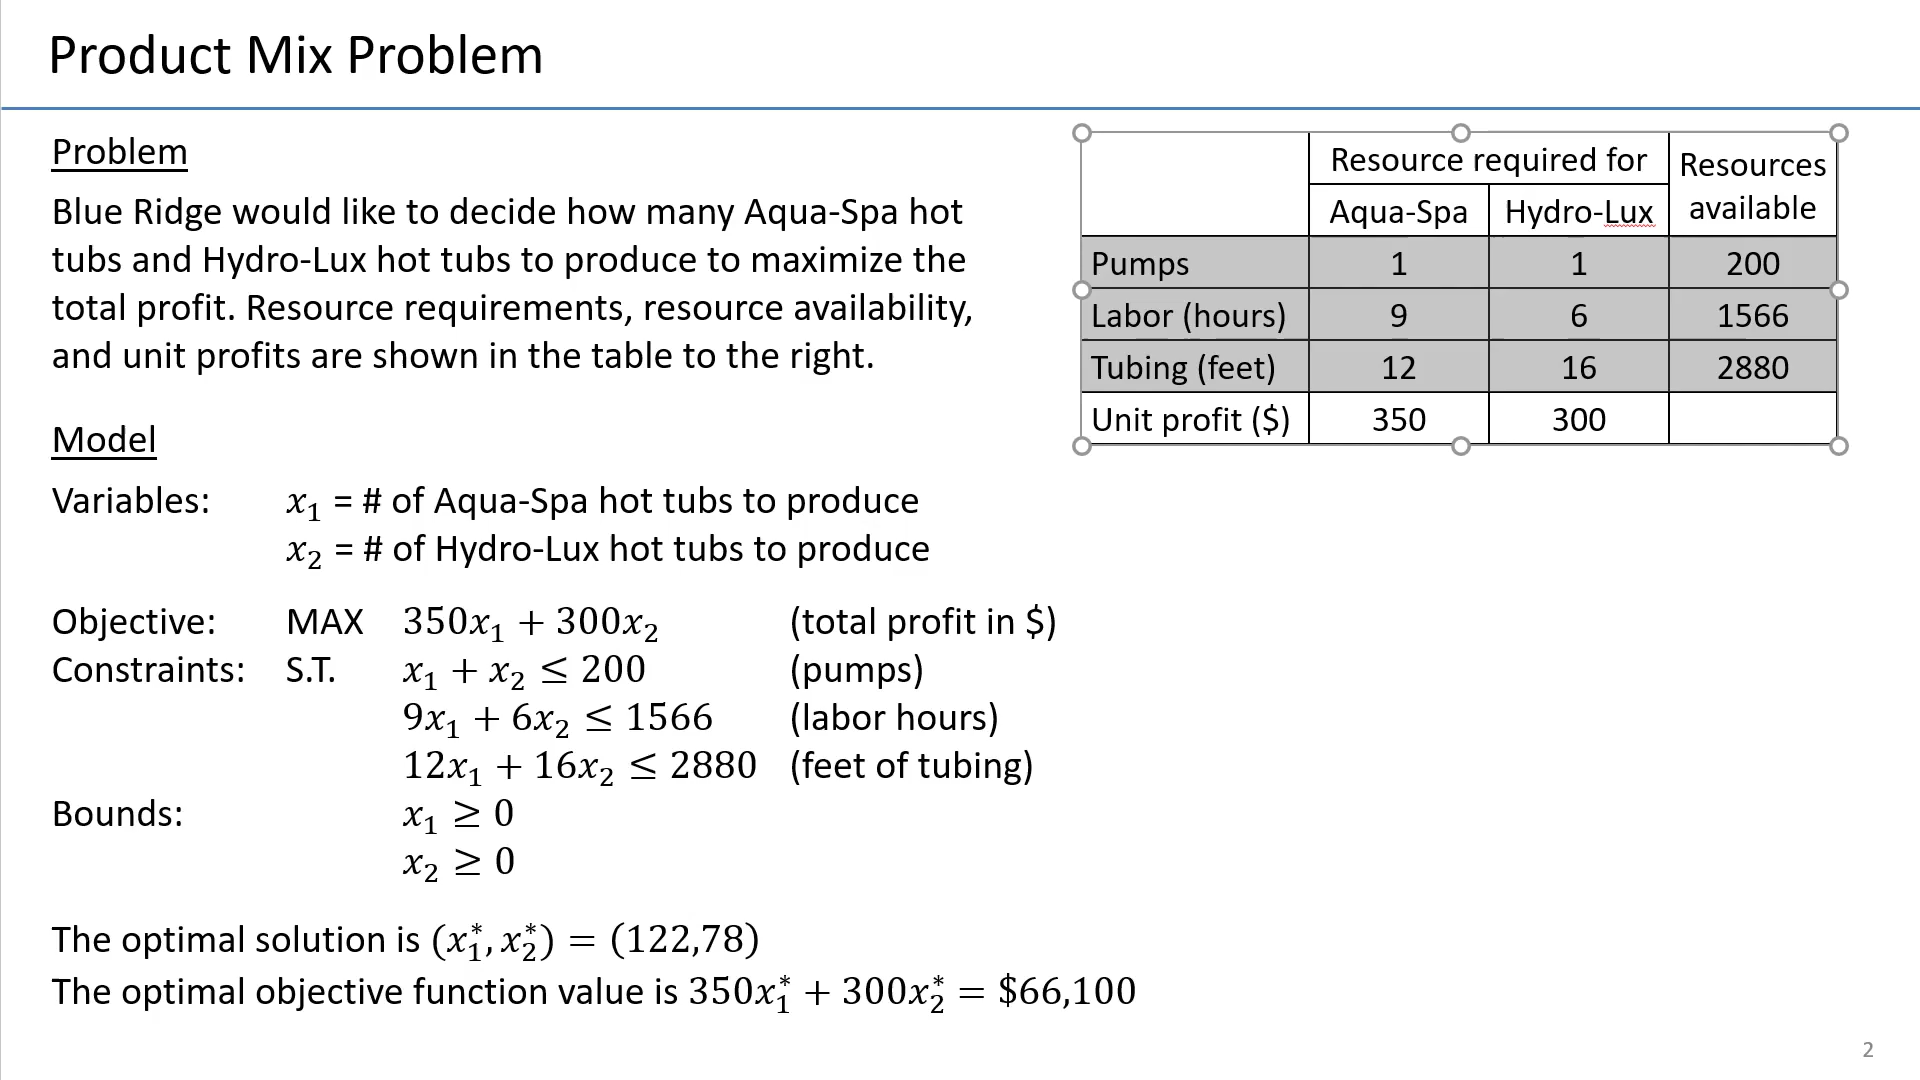 Product Mix Problem
Problem
Blue Ridge would like to decide how many Aqua-Spa hot
tubs and Hydro-Lux hot tubs to produce to maximize the
total profit. Resource requirements, resource availability,
and unit profits are shown in the table to the right.
Resource required for
Resources
available
Aqua-Spa Hydro-Lux
Pumps 1 1 200
Labor (hours) 9 6 1566
Tubing (feet) 12 16 2880
Unit profit ($) 350 300
Model
Variables: x₁ = # of Aqua-Spa hot tubs to produce
x₂ = # of Hydro-Lux hot tubs to produce
Objective: MAX 350x₁ + 300x₂ (total profit in $)
Constraints: S.T. x₁ + x₂ ≤ 200 (pumps)
9x₁ + 6x₂ ≤ 1566 (labor hours)
12x₁ + 16x₂ ≤ 2880 (feet of tubing)
Bounds: x₁ ≥ 0
x₂ ≥ 0
The optimal solution is (x₁*, x₂*) = (122,78)
The optimal objective function value is 350x₁* + 300x₂* = $66,100
2